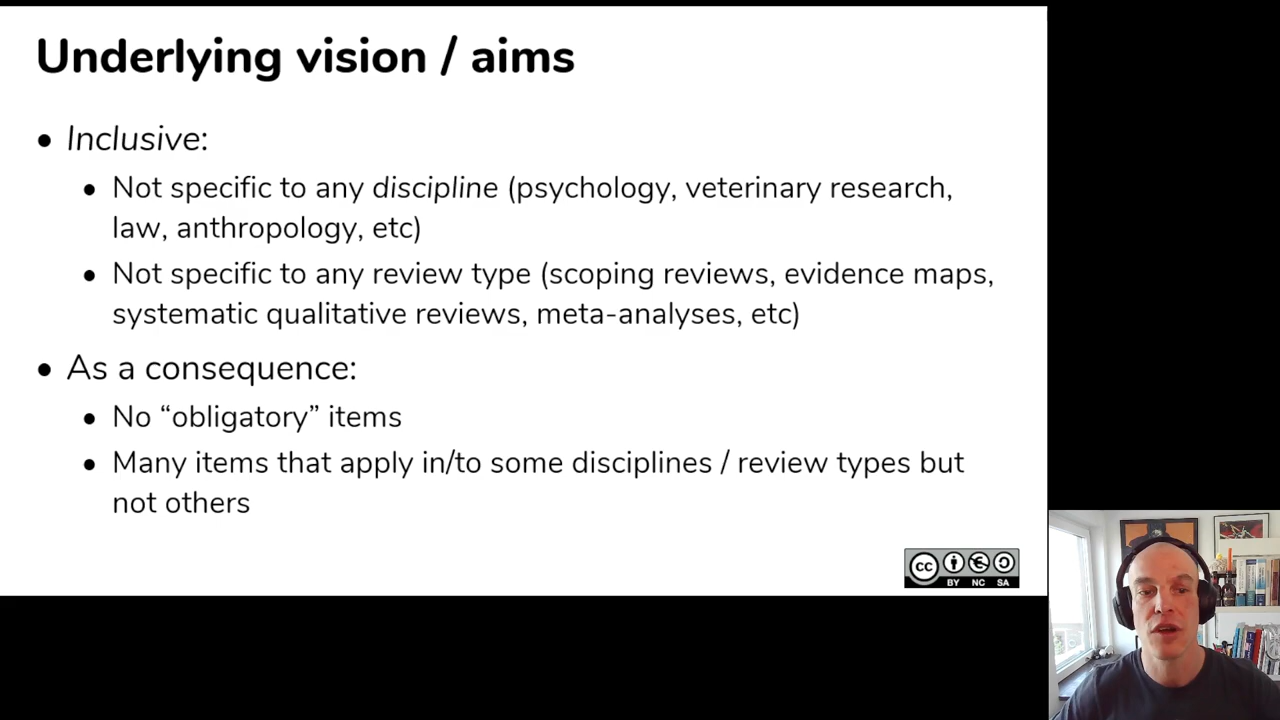 Underlying vision / aims
• Inclusive:
• Not specific to any discipline (psychology, veterinary research,
law, anthropology, etc)
• Not specific to any review type (scoping reviews, evidence maps,
systematic qualitative reviews, meta-analyses, etc)
• As a consequence:
• No “obligatory” items
• Many items that apply in/to some disciplines / review types but
not others
cc BY NC SA